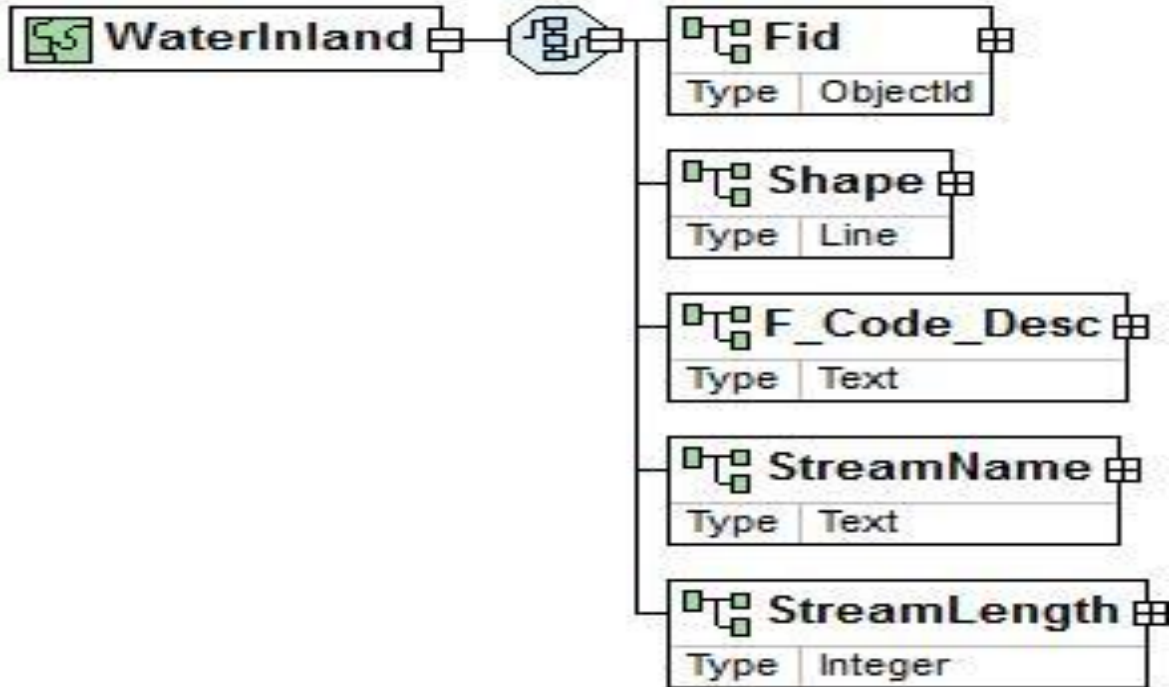 WaterInland
Fid
Type ObjectId
Shape
Type Line
F_Code_Desc
Type Text
StreamName
Type Text
StreamLength
Type Integer